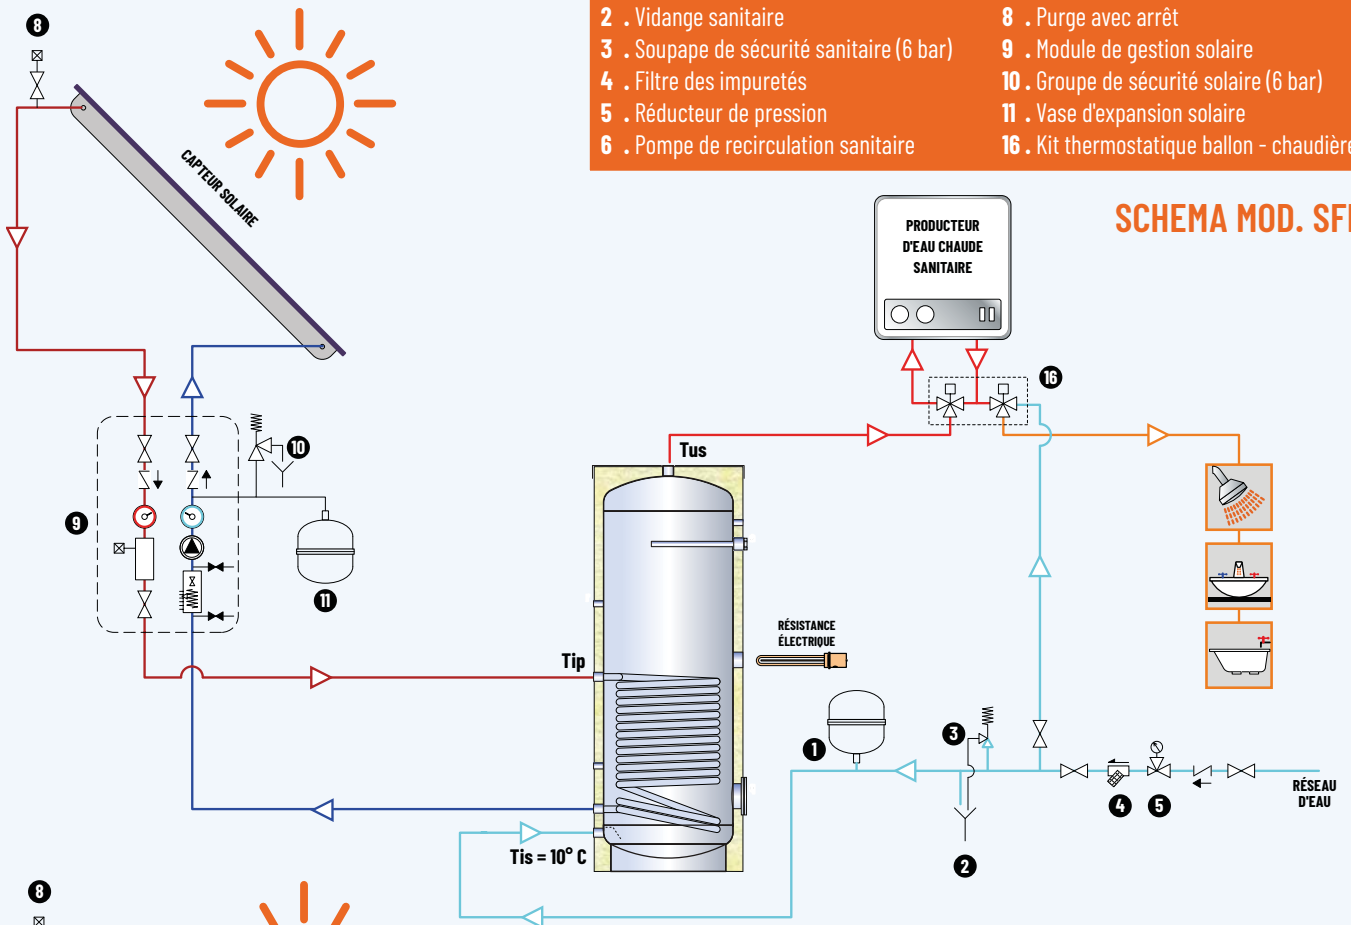 2 . Vidange sanitaire
3 . Soupape de sécurité sanitaire (6 bar)
4 . Filtre des impuretés
5 . Réducteur de pression
6 . Pompe de recirculation sanitaire
8 . Purge avec arrêt
9 . Module de gestion solaire
10 . Groupe de sécurité solaire (6 bar)
11 . Vase d'expansion solaire
16 . Kit thermostatique ballon - chaudière
SCHEMA MOD.
8
CAPTEUR SOLAIRE
PRODUCTEUR
D'EAU CHAUDE
SANITAIRE
16
Tus
10
9
11
RÉSISTANCE
ÉLECTRIQUE
Tip
1
3
4
5
RÉSEAU
D'EAU
2
Tis = 10° C
8